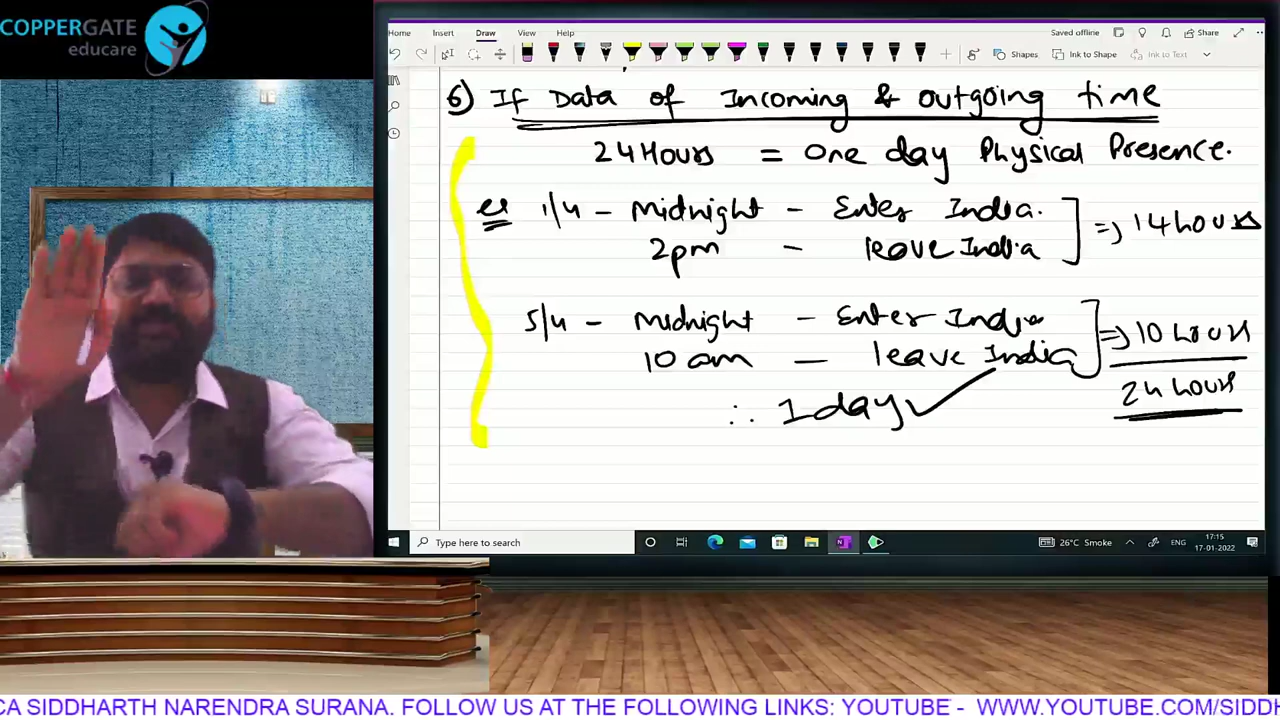 COPPERGATE
educare
Home Insert Draw View Help
Saved offline
Share
Shapes
Ink to Shape
Ink to Text
6) If Data of Incoming & outgoing time
24 Hours = One day Physical Presence.
eg 1/4 - Midnight - Enter India. => 14 hours
2pm - leave India
5/4 - Midnight - Enter India => 10 hours
10 am - leave India
24 hours
∴ 1 day ✓
Type here to search
26°C Smoke
ENG
17:15
17-01-2022
CA SIDDHARTH NARENDRA SURANA. FOLLOW US AT THE FOLLOWING LINKS: YOUTUBE - WWW.YOUTUBE.COM/SIDDH